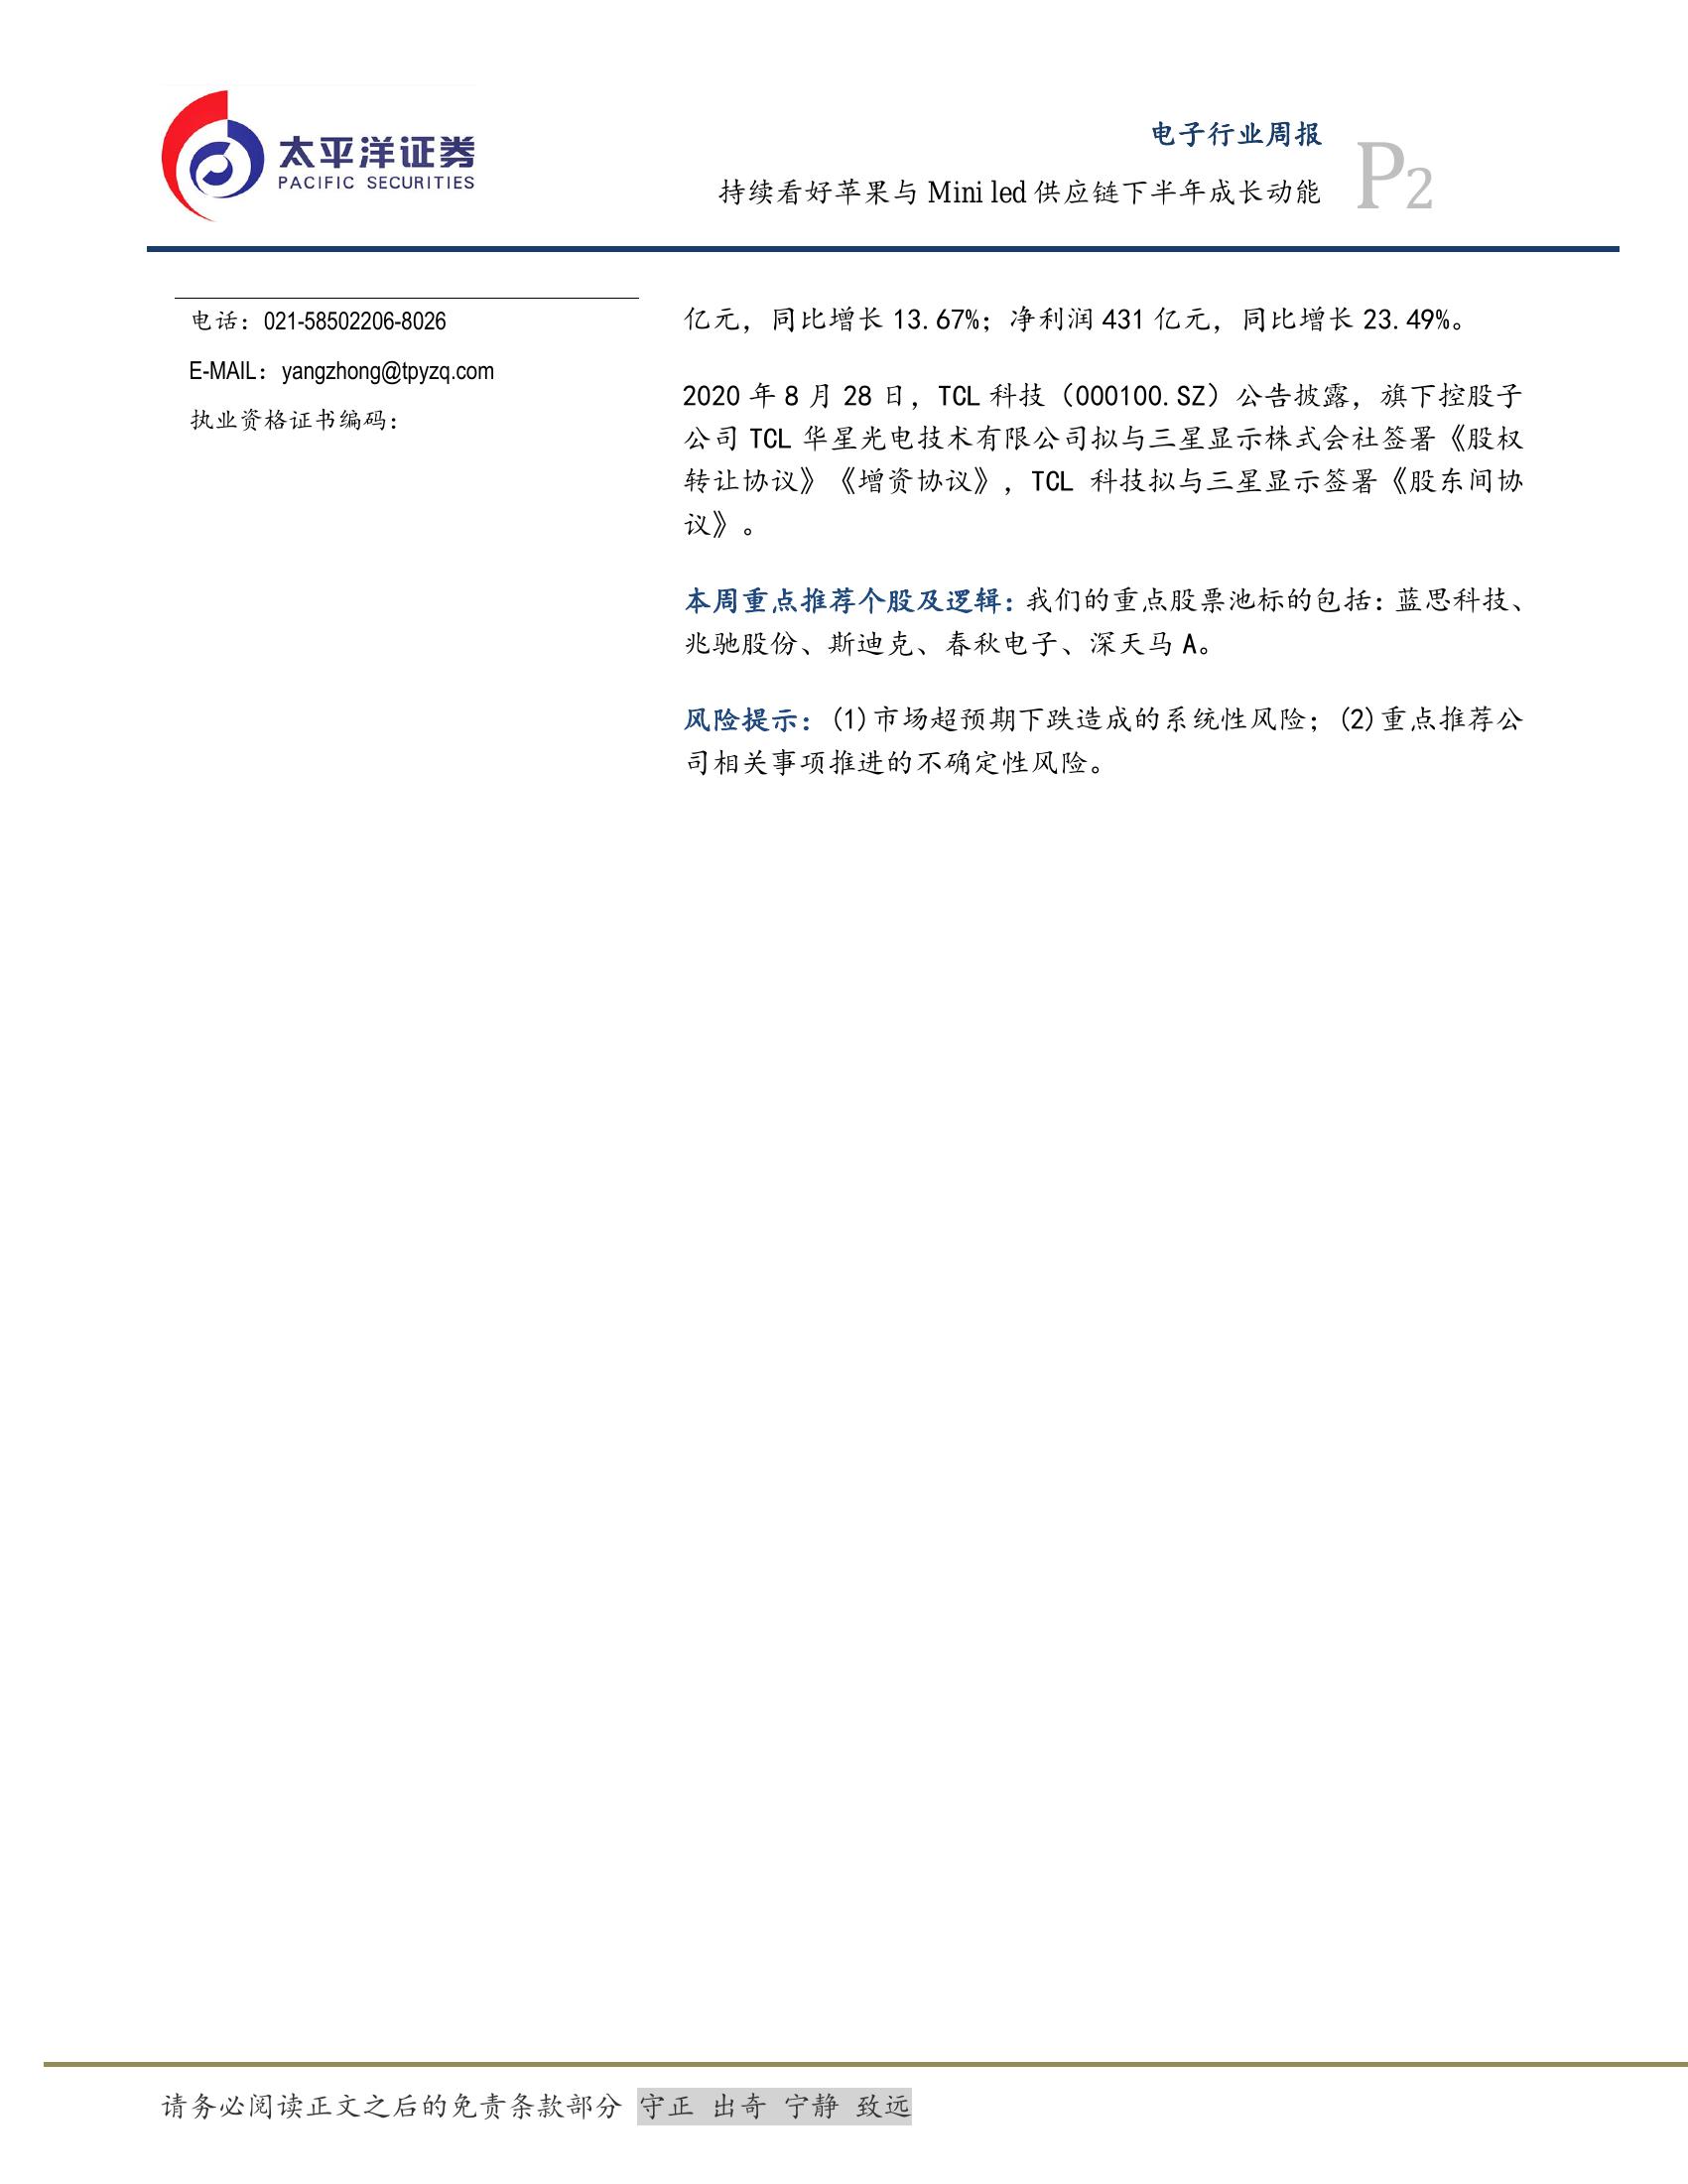 太平洋证券
PACIFIC SECURITIES
电子行业周报
持续看好苹果与 Mini led 供应链下半年成长动能
P2
电话：021-58502206-8026
E-MAIL：yangzhong@tpyzq.com
执业资格证书编码：
亿元，同比增长 13.67%；净利润 431 亿元，同比增长 23.49%。
2020 年 8 月 28 日，TCL 科技（000100.SZ）公告披露，旗下控股子
公司 TCL 华星光电技术有限公司拟与三星显示株式会社签署《股权
转让协议》《增资协议》，TCL 科技拟与三星显示签署《股东间协
议》。
本周重点推荐个股及逻辑：我们的重点股票池标的包括：蓝思科技、
兆驰股份、斯迪克、春秋电子、深天马 A。
风险提示：(1)市场超预期下跌造成的系统性风险；(2)重点推荐公
司相关事项推进的不确定性风险。
请务必阅读正文之后的免责条款部分 守正 出奇 宁静 致远